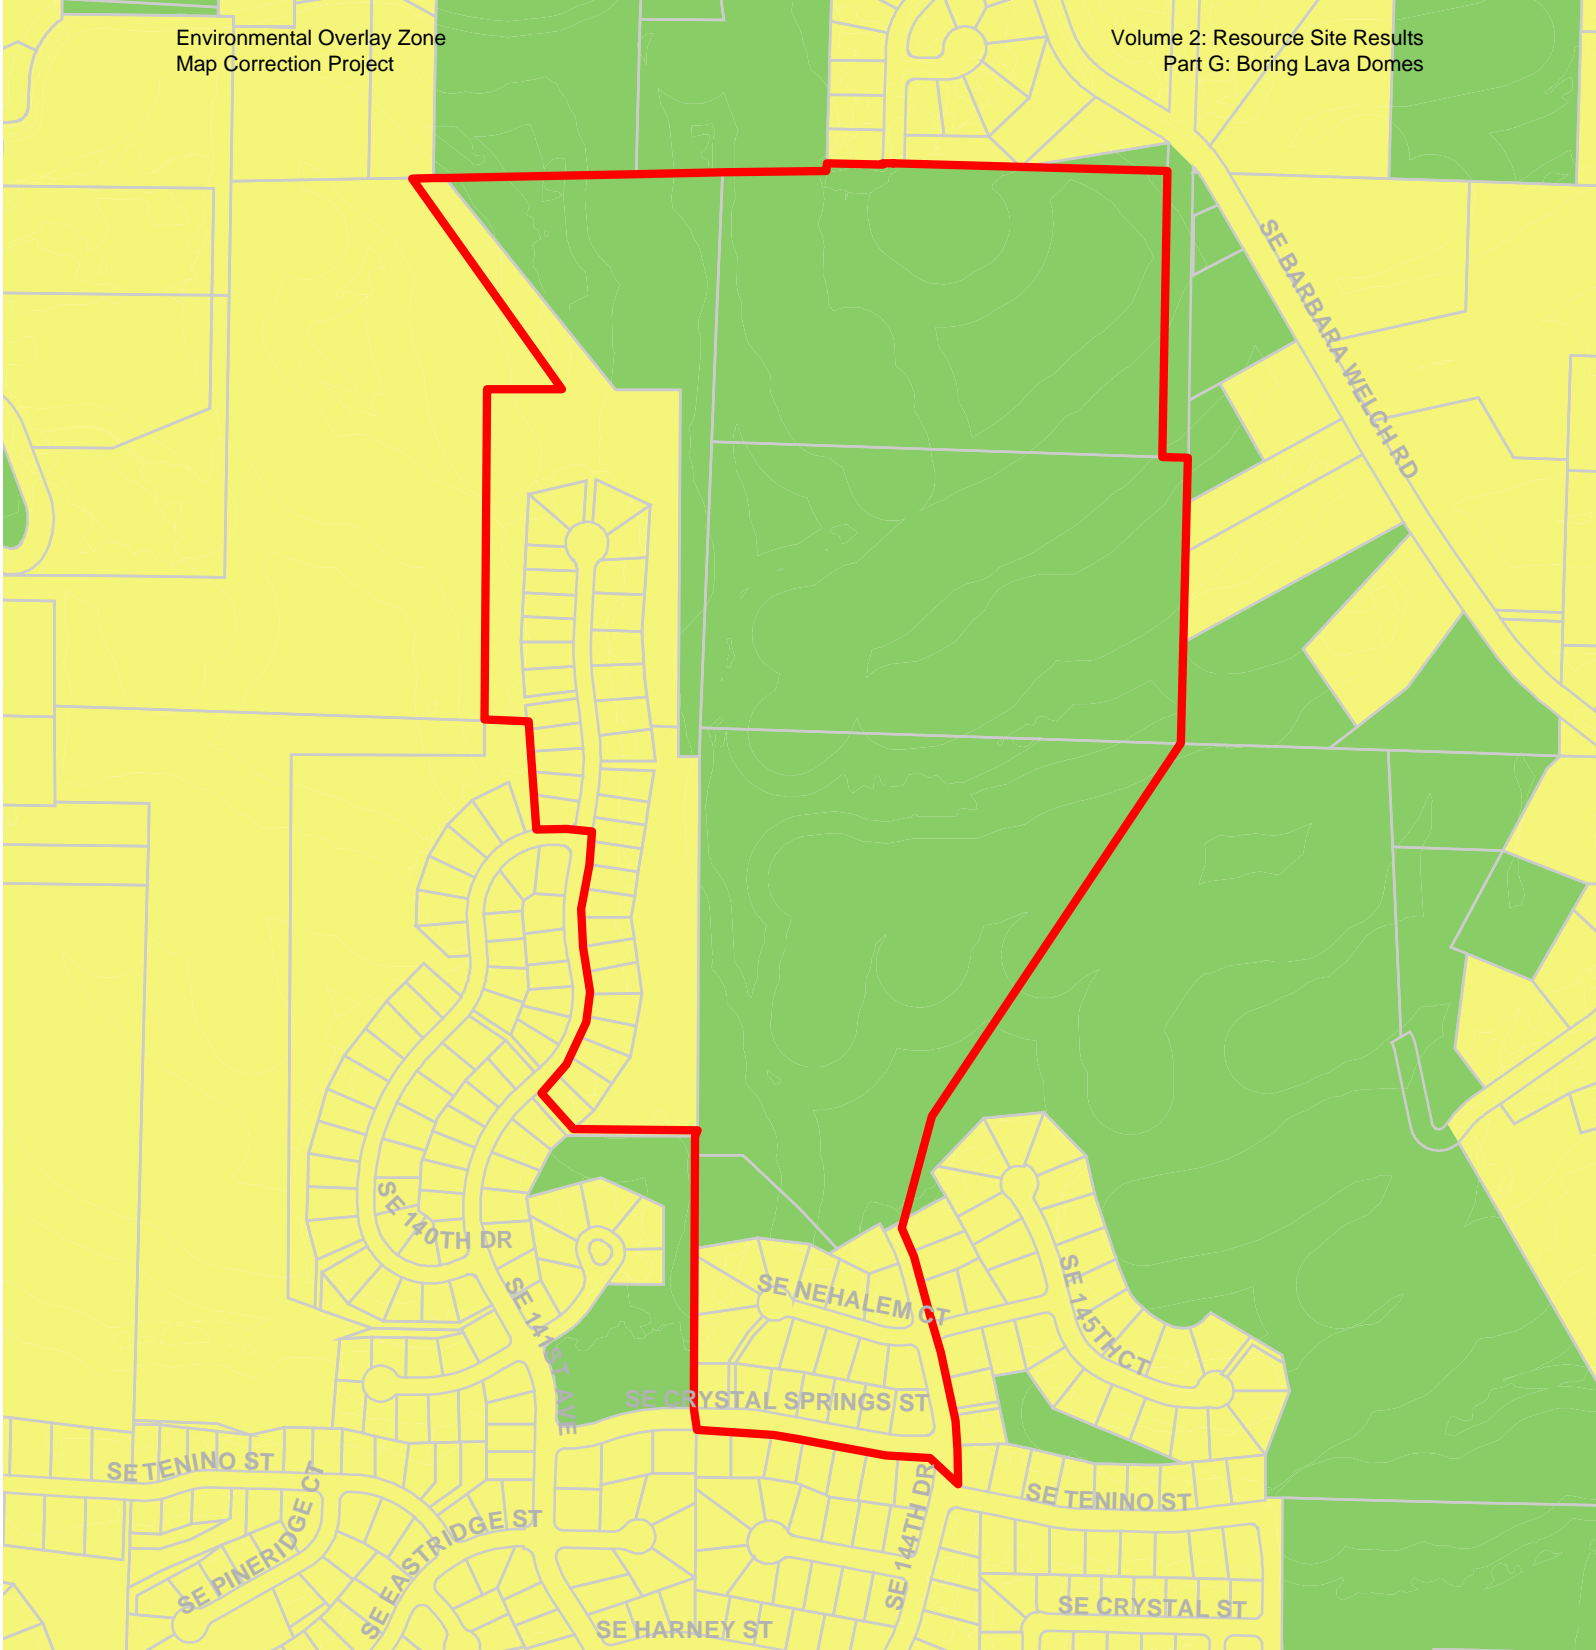 Environmental Overlay Zone
Map Correction Project
Volume 2: Resource Site Results
Part G: Boring Lava Domes
SE BARBARA WELCH RD
SE 140TH DR
SE 141ST AVE
SE NEHALEM CT
SE 145THCT
SE CRYSTAL SPRINGS ST
SE TENINO ST
SE PINERIDGE CT
SE EASTRIDGE ST
SE 144TH DR
SE TENINO ST
SE CRYSTAL ST
SE HARNEY ST